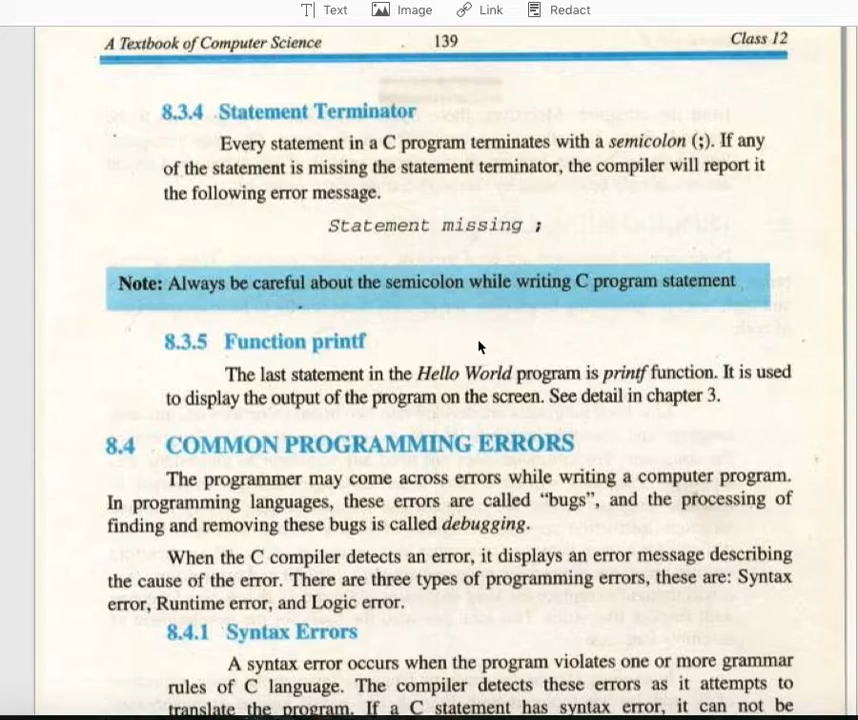 Text Image Link Redact
A Textbook of Computer Science 139 Class 12
8.3.4 Statement Terminator
Every statement in a C program terminates with a semicolon (;). If any
of the statement is missing the statement terminator, the compiler will report it
the following error message.
Statement missing ;
Note: Always be careful about the semicolon while writing C program statement
8.3.5 Function printf
The last statement in the Hello World program is printf function. It is used
to display the output of the program on the screen. See detail in chapter 3.
8.4 COMMON PROGRAMMING ERRORS
The programmer may come across errors while writing a computer program.
In programming languages, these errors are called “bugs”, and the processing of
finding and removing these bugs is called debugging.
When the C compiler detects an error, it displays an error message describing
the cause of the error. There are three types of programming errors, these are: Syntax
error, Runtime error, and Logic error.
8.4.1 Syntax Errors
A syntax error occurs when the program violates one or more grammar
rules of C language. The compiler detects these errors as it attempts to
translate the program. If a C statement has syntax error, it can not be